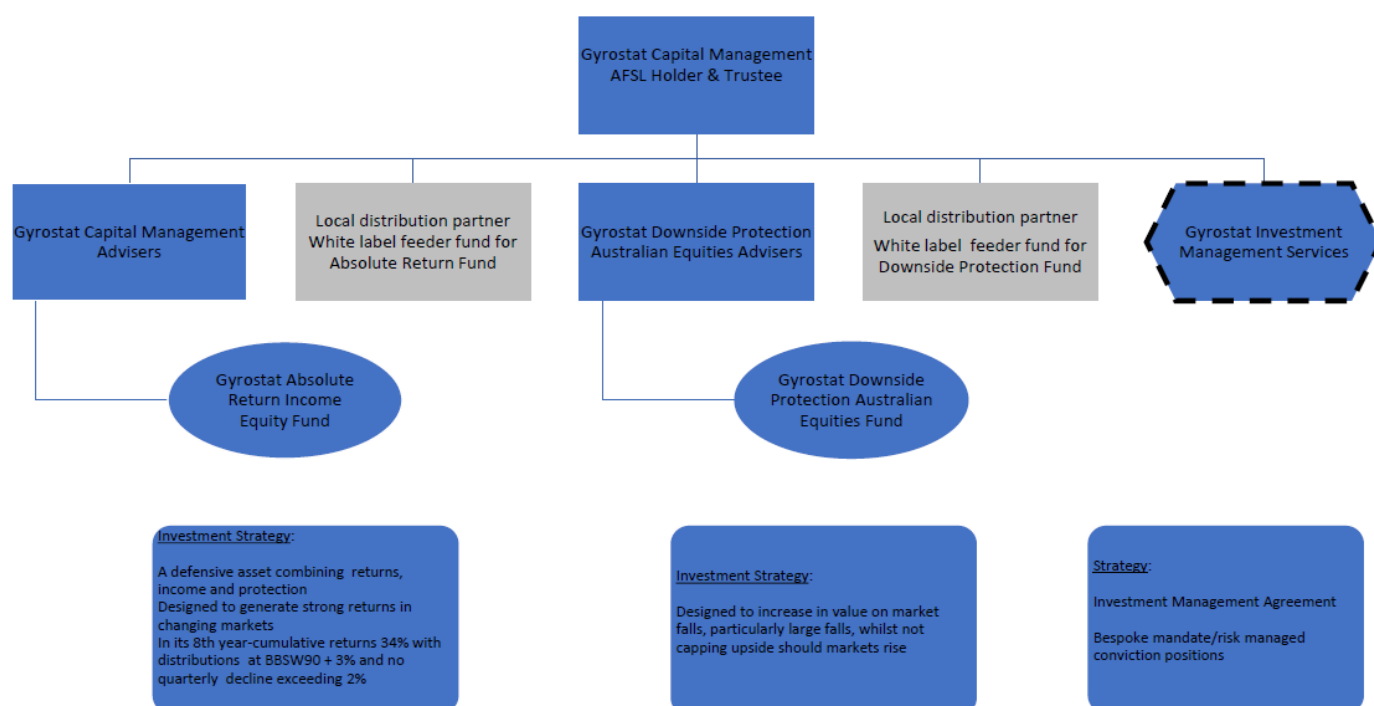 Gyrostat Capital Management
AFSL Holder & Trustee
Gyrostat Capital Management
Advisers
Local distribution partner
White label feeder fund for
Absolute Return Fund
Gyrostat Downside Protection
Australian Equities Advisers
Local distribution partner
White label feeder fund for
Downside Protection Fund
Gyrostat Investment
Management Services
Gyrostat Absolute
Return Income
Equity Fund
Gyrostat Downside
Protection Australian
Equities Fund
Investment Strategy:
A defensive asset combining returns,
income and protection
Designed to generate strong returns in
changing markets
In its 8th year-cumulative returns 34% with
distributions at BBSW90 + 3% and no
quarterly decline exceeding 2%
Investment Strategy:
Designed to increase in value on market
falls, particularly large falls, whilst not
capping upside should markets rise
Strategy:
Investment Management Agreement
Bespoke mandate/risk managed
conviction positions